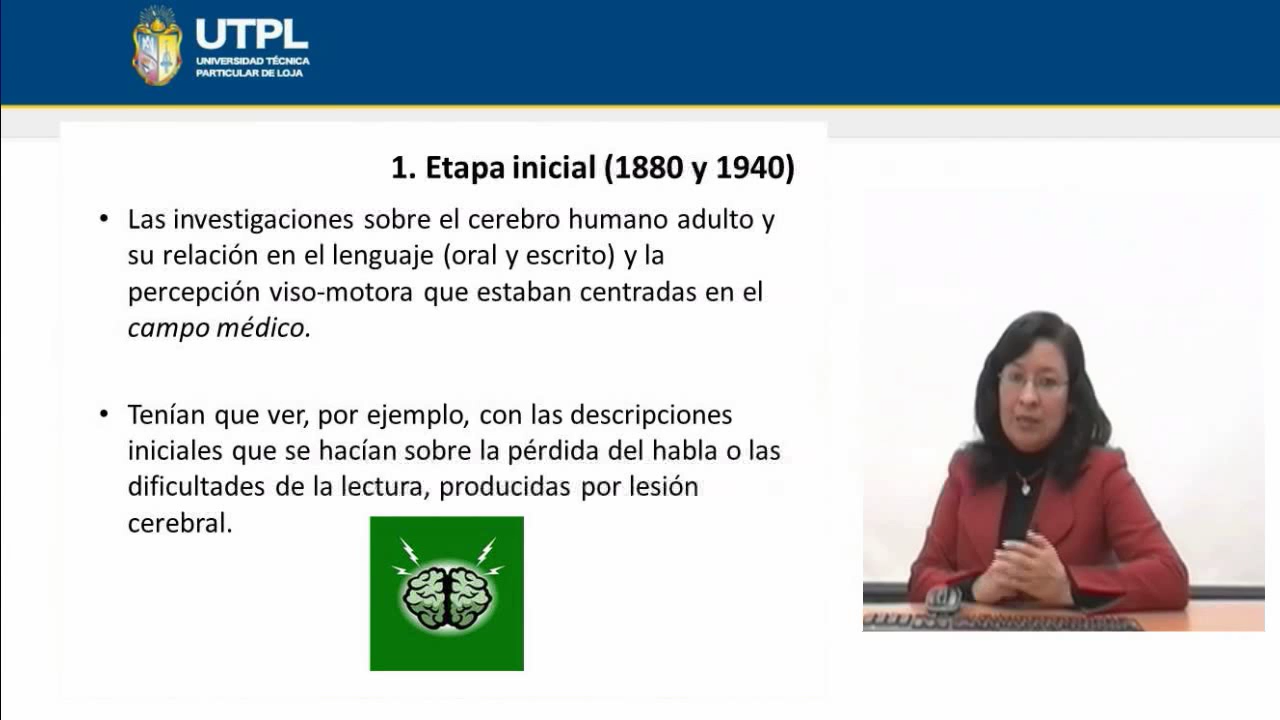 UTPL
UNIVERSIDAD TÉCNICA
PARTICULAR DE LOJA
1. Etapa inicial (1880 y 1940)
• Las investigaciones sobre el cerebro humano adulto y
su relación en el lenguaje (oral y escrito) y la
percepción viso-motora que estaban centradas en el
campo médico.
• Tenían que ver, por ejemplo, con las descripciones
iniciales que se hacían sobre la pérdida del habla o las
dificultades de la lectura, producidas por lesión
cerebral.